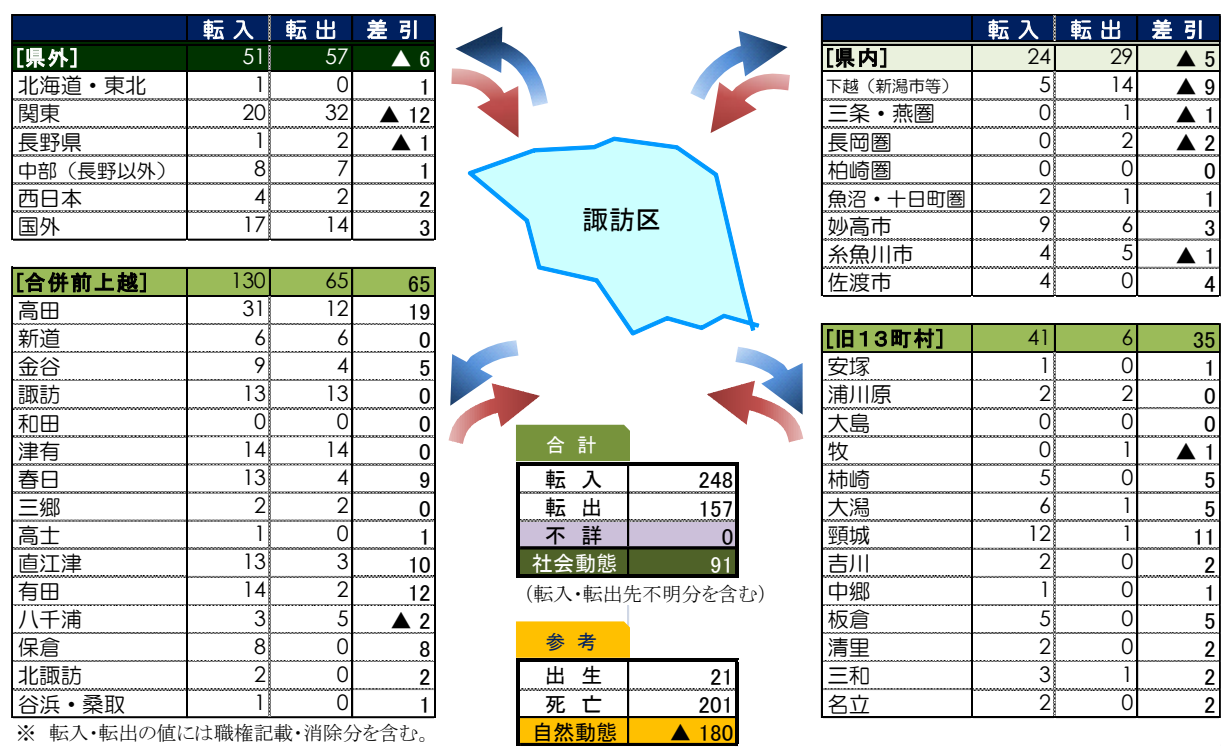 転入 転出 差引
[県外] 51 57 ▲ 6
北海道・東北 1 0 1
関東 20 32 ▲ 12
長野県 1 2 ▲ 1
中部（長野以外） 8 7 1
西日本 4 2 2
国外 17 14 3
[合併前上越] 130 65 65
高田 31 12 19
新道 6 6 0
金谷 9 4 5
諏訪 13 13 0
和田 0 0 0
津有 14 14 0
春日 13 4 9
三郷 2 2 0
高士 1 0 1
直江津 13 3 10
有田 14 2 12
八千浦 3 5 ▲ 2
保倉 8 0 8
北諏訪 2 0 2
谷浜・桑取 1 0 1
※ 転入・転出の値には職権記載・消除分を含む。
諏訪区
合計
転入 248
転出 157
不詳 0
社会動態 91
（転入・転出先不明分を含む）
参考
出生 21
死亡 201
自然動態 ▲ 180
転入 転出 差引
[県内] 24 29 ▲ 5
下越（新潟市等） 5 14 ▲ 9
三条・燕圏 0 1 ▲ 1
長岡圏 0 2 ▲ 2
柏崎圏 0 0 0
魚沼・十日町圏 2 1 1
妙高市 9 6 3
糸魚川市 4 5 ▲ 1
佐渡市 4 0 4
[旧１３町村] 41 6 35
安塚 1 0 1
浦川原 2 2 0
大島 0 0 0
牧 0 1 ▲ 1
柿崎 5 0 5
大潟 6 1 5
頸城 12 1 11
吉川 2 0 2
中郷 1 0 1
板倉 5 0 5
清里 2 0 2
三和 3 1 2
名立 2 0 2